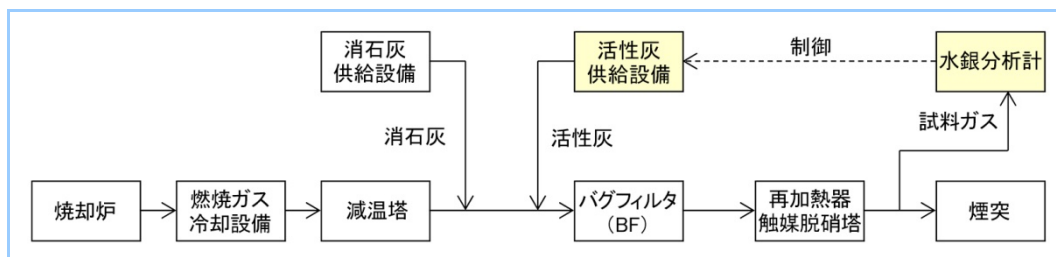 消石灰
供給設備
活性灰
供給設備
制御
水銀分析計
消石灰
活性灰
試料ガス
焼却炉
燃焼ガス
冷却設備
減温塔
バグフィルタ
（BF）
再加熱器
触媒脱硝塔
煙突